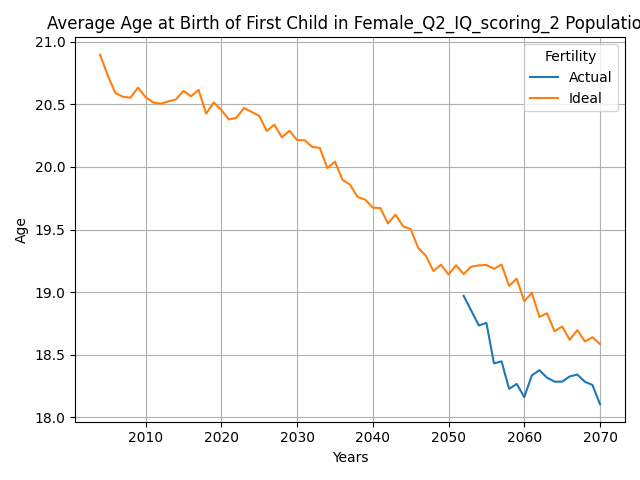 Average Age at Birth of First Child in Female_Q2_IQ_scoring_2 Populatio
Fertility
Actual
Ideal
21.0
20.5
20.0
19.5
19.0
18.5
18.0
Age
2010 2020 2030 2040 2050 2060 2070
Years